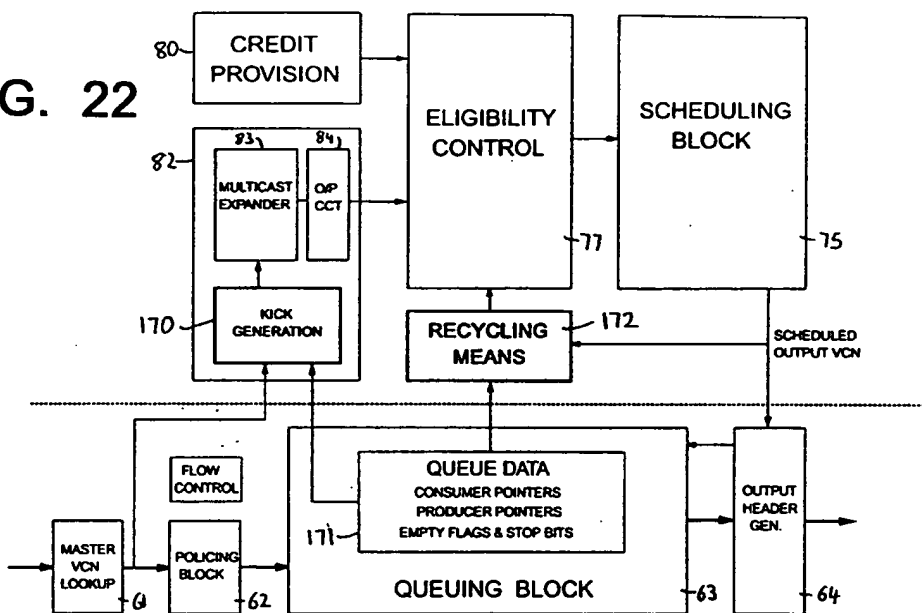 G. 22
80
CREDIT
PROVISION
82
83
84
MULTICAST
EXPANDER
O/P
CCT
170
KICK
GENERATION
ELIGIBILITY
CONTROL
77
SCHEDULING
BLOCK
75
RECYCLING
MEANS
172
SCHEDULED
OUTPUT VCN
FLOW
CONTROL
MASTER
VCN
LOOKUP
61
POLICING
BLOCK
62
QUEUE DATA
CONSUMER POINTERS
PRODUCER POINTERS
EMPTY FLAGS & STOP BITS
171
QUEUING BLOCK
63
OUTPUT
HEADER
GEN.
64